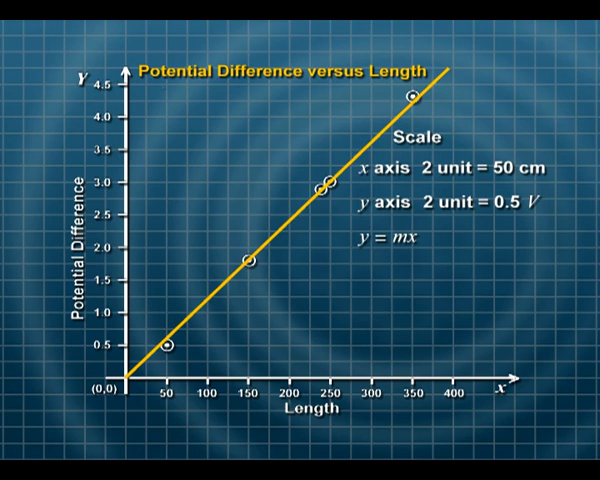 Y
Potential Difference versus Length
4.5
4.0
Scale
3.5
x axis 2 unit = 50 cm
3.0
y axis 2 unit = 0.5 V
2.5
y = mx
2.0
Potential Difference
1.5
1.0
0.5
(0,0)
50 100 150 200 250 300 350 400 x
Length